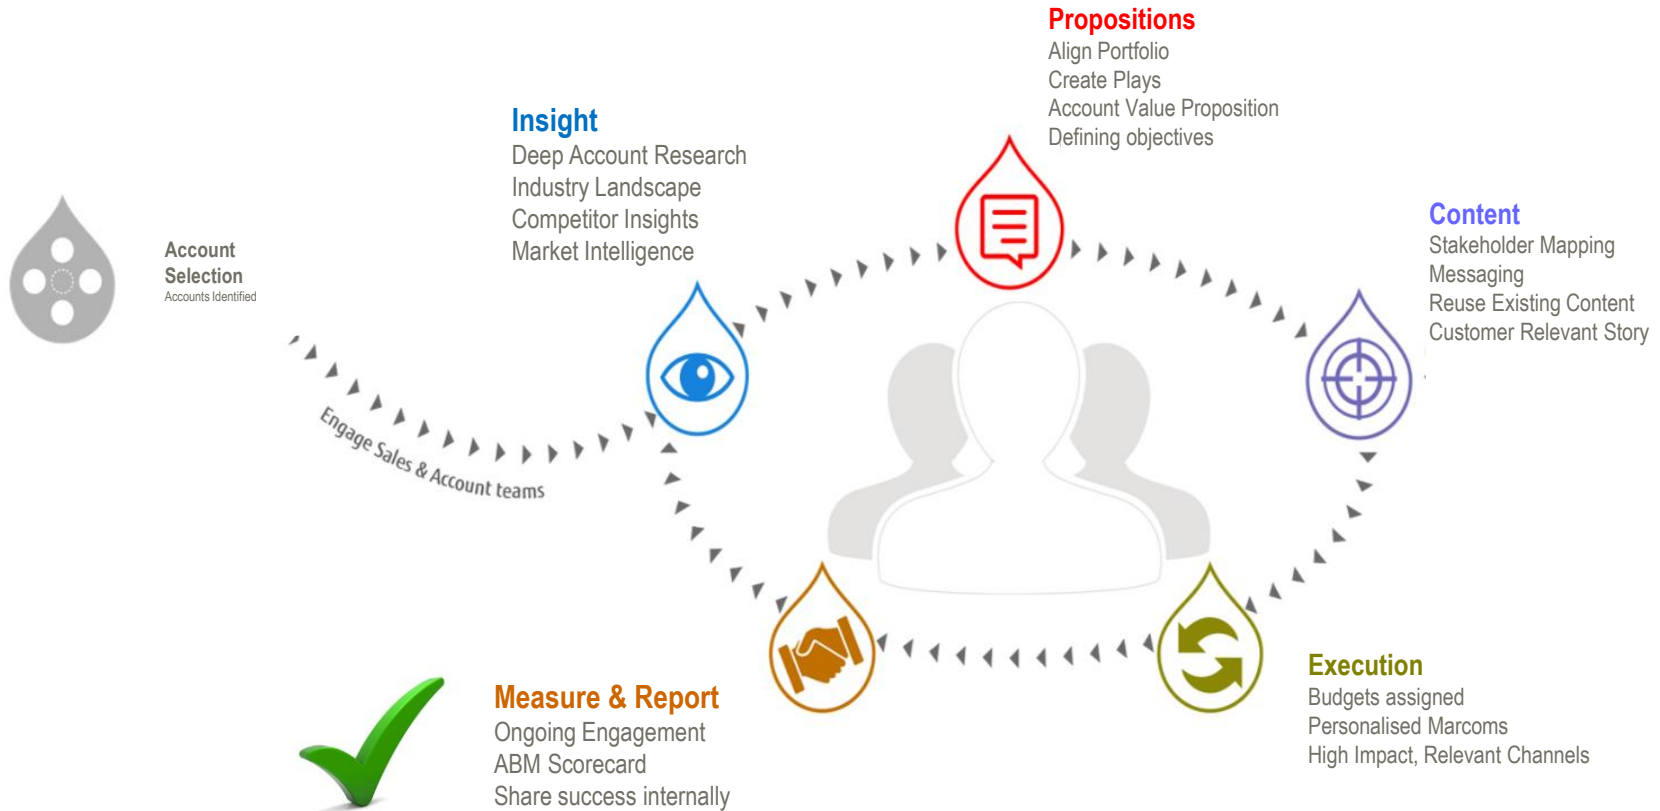 Propositions
Align Portfolio
Create Plays
Account Value Proposition
Defining objectives
Insight
Deep Account Research
Industry Landscape
Competitor Insights
Market Intelligence
Content
Stakeholder Mapping
Messaging
Reuse Existing Content
Customer Relevant Story
Account
Selection
Accounts Identified
Engage Sales & Account teams
Execution
Budgets assigned
Personalised Marcoms
High Impact, Relevant Channels
Measure & Report
Ongoing Engagement
ABM Scorecard
Share success internally